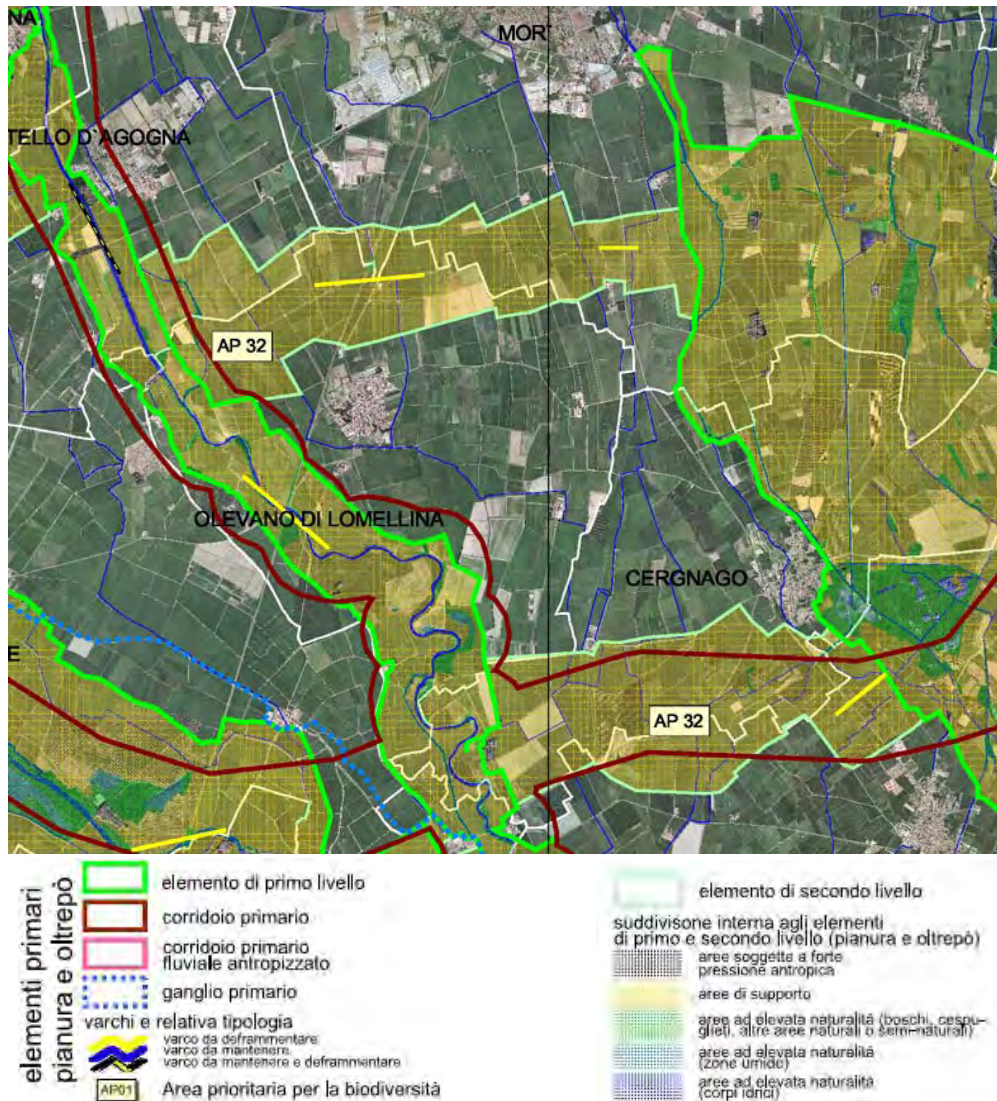 NA
MORT
TELLO D'AGOGNA
AP 32
OLEVANO DI LOMELLINA
CERGNAGO
E
AP 32
elementi primari
pianura e oltrepò
elemento di primo livello
corridoio primario
corridoio primario
fluviale antropizzato
ganglio primario
varchi e relativa tipologia
varco da deframmentare
varco da mantenere
varco da mantenere e deframmentare
AP01
Area prioritaria per la biodiversità
elemento di secondo livello
suddivisone interna agli elementi
di primo e secondo livello (pianura e oltrepò)
aree soggette a forte
pressione antropica
aree di supporto
aree ad elevata naturalità (boschi, cespu-
glieti, altre aree naturali o semi-naturali)
aree ad elevata naturalità
(zone umide)
aree ad elevata naturalità
(corpi idrici)